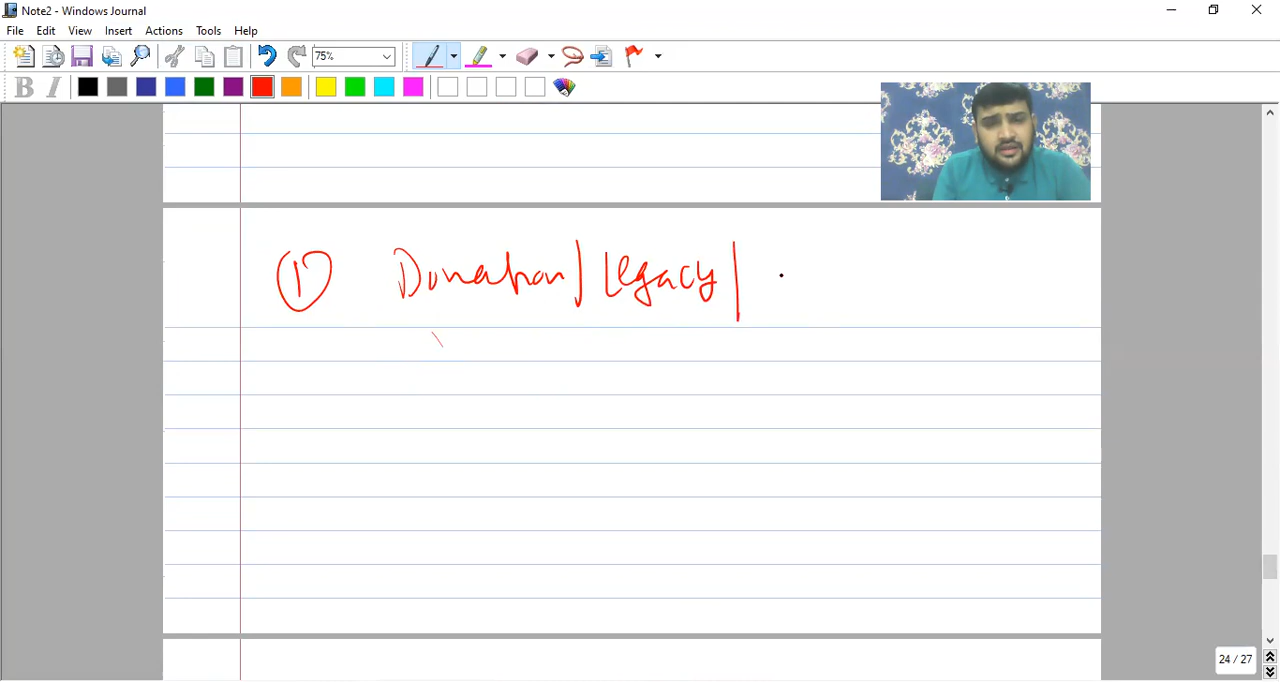 Note2 - Windows Journal
File Edit View Insert Actions Tools Help
75%
B I
① Donation| Legacy|
24 / 27